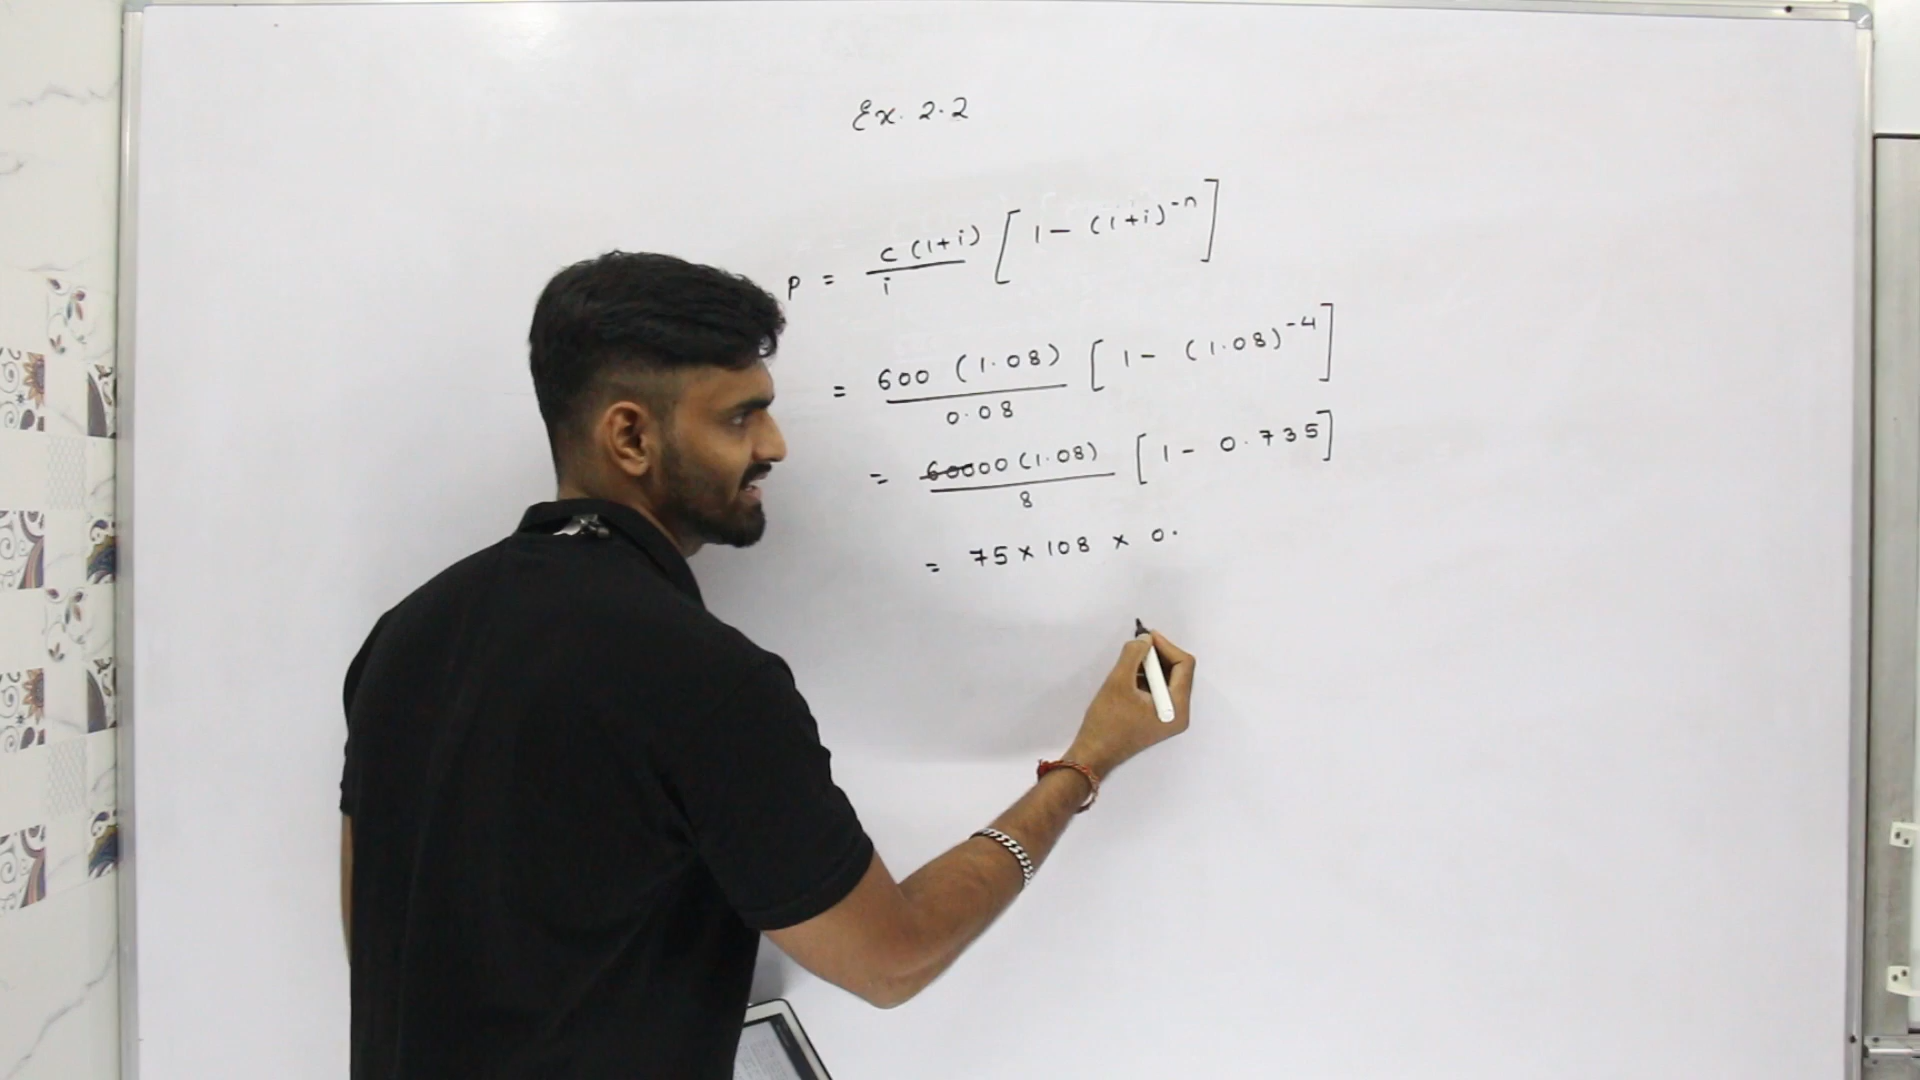 Ex. 2.2
P = c(1+i)/i [1 - (1+i)^-n]
= 600 (1.08)/0.08 [1 - (1.08)^-4]
= 60000 (1.08)/8 [1 - 0.735]
= 75 × 108 × 0.